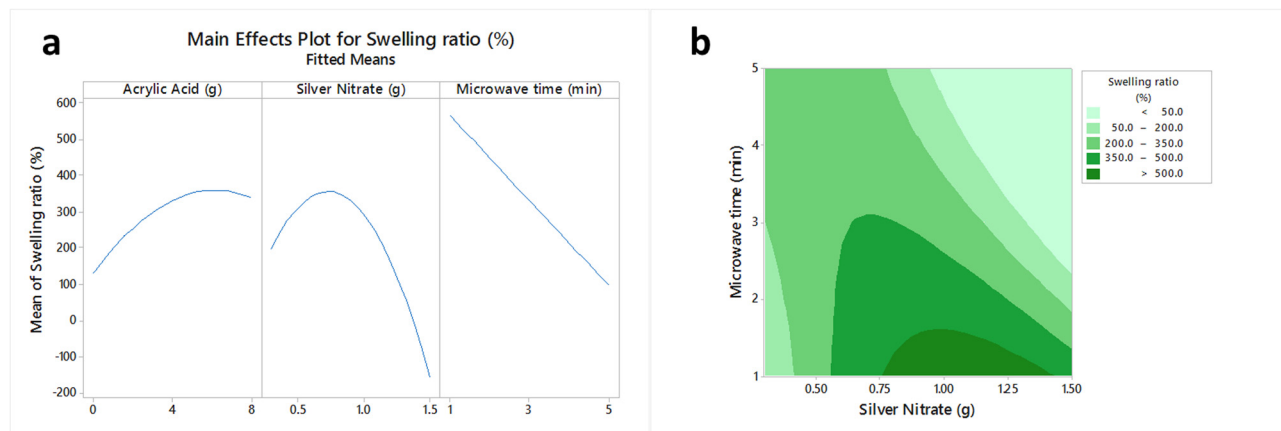 a
Main Effects Plot for Swelling ratio (%)
Fitted Means
Acrylic Acid (g) Silver Nitrate (g) Microwave time (min)
Mean of Swelling ratio (%)
600
500
400
300
200
100
0
-100
-200
0 4 8 0.5 1.0 1.5 1 3 5
b
Microwave time (min)
5
4
3
2
1
0.50 0.75 1.00 1.25 1.50
Silver Nitrate (g)
Swelling ratio
(%)
< 50.0
50.0 – 200.0
200.0 – 350.0
350.0 – 500.0
> 500.0